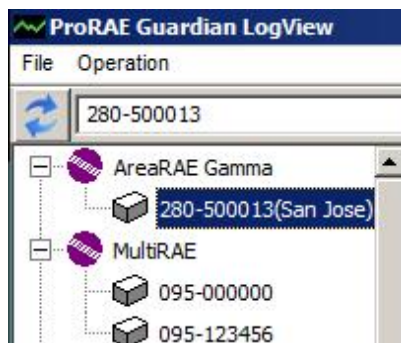 ProRAE Guardian LogView
File Operation
280-500013
AreaRAE Gamma
280-500013(San Jose)
MultiRAE
095-000000
095-123456